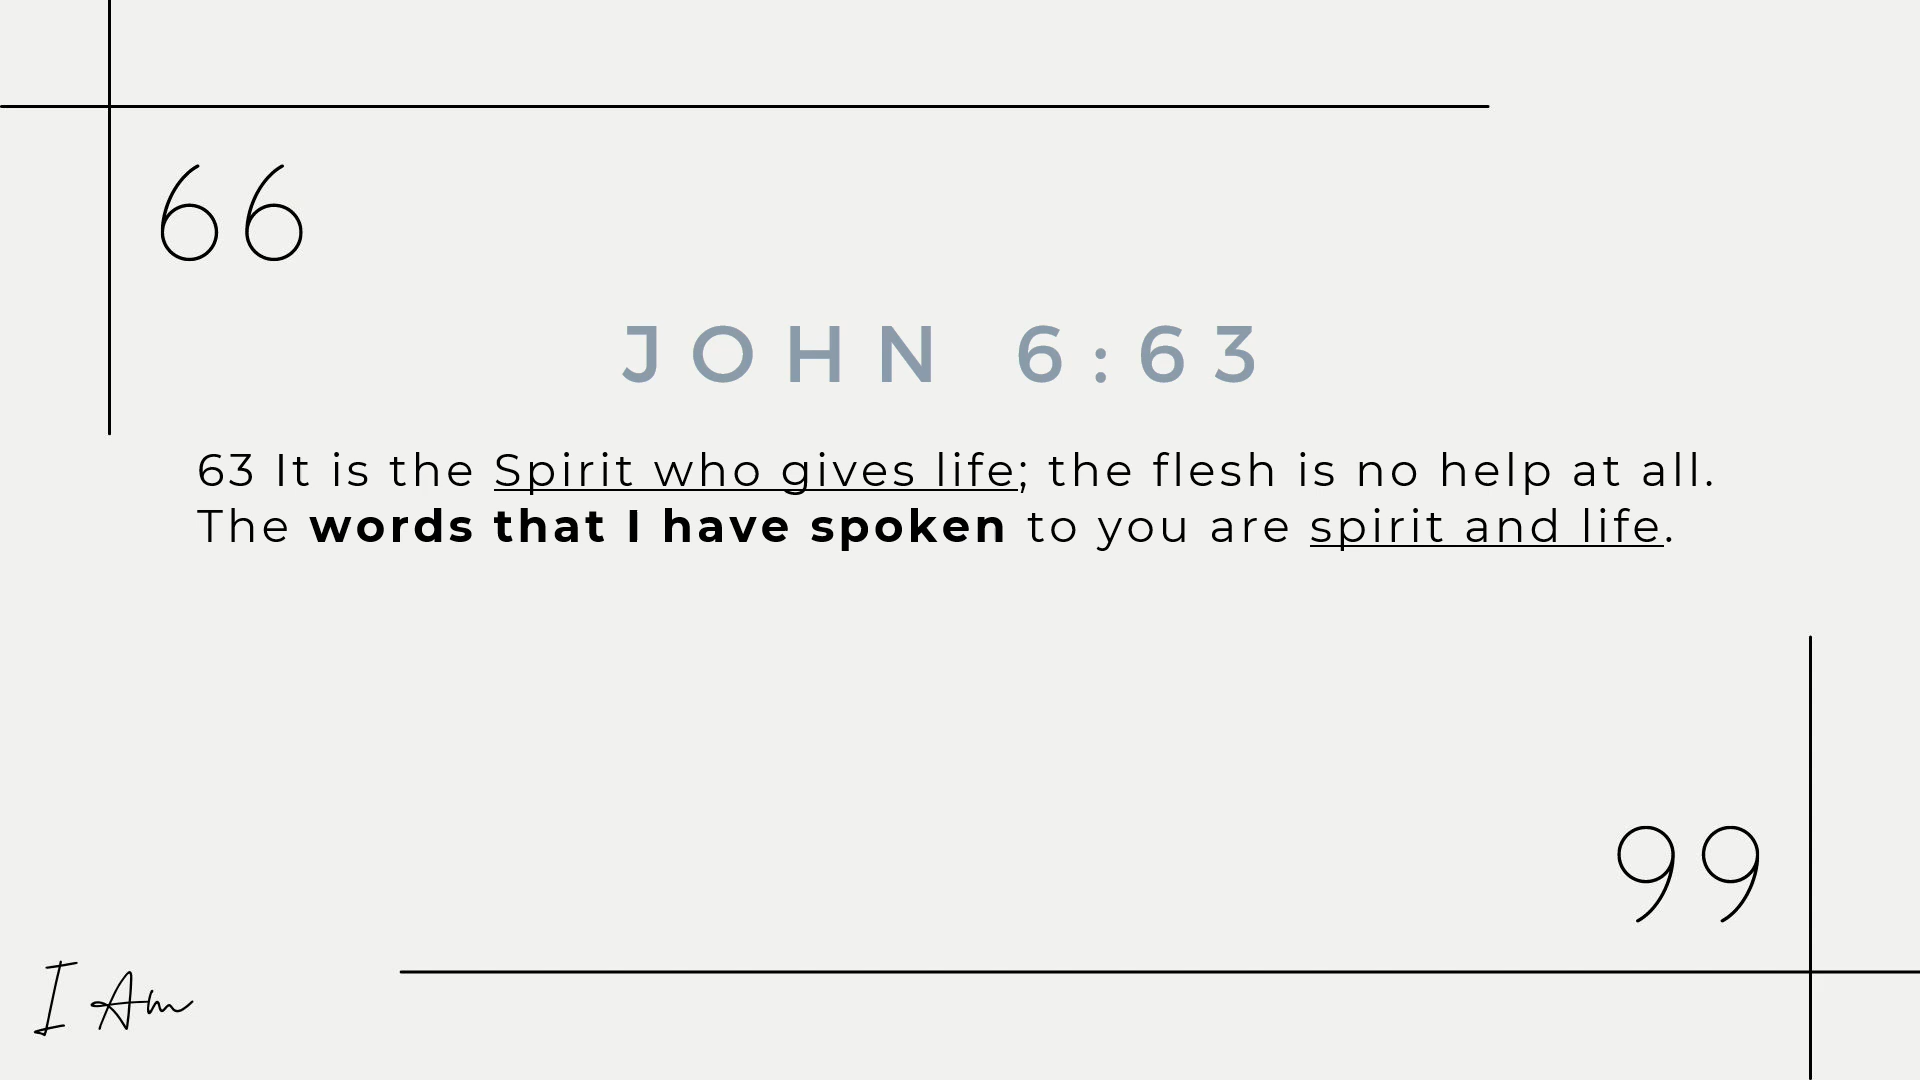 66
JOHN 6:63
63 It is the Spirit who gives life; the flesh is no help at all.
The words that I have spoken to you are spirit and life.
99
I Am